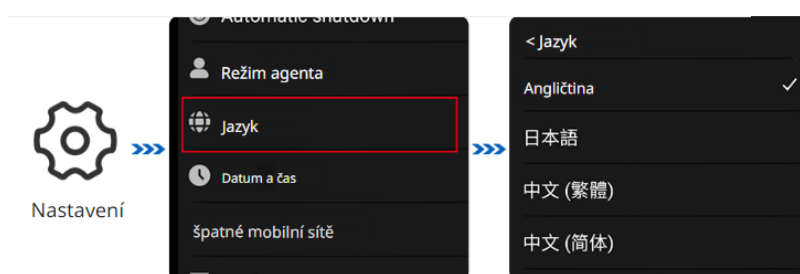 Automatic shutdown
Režim agenta
Jazyk
Datum a čas
špatné mobilní sítě
Nastavení
< Jazyk
Angličtina
日本語
中文 (繁體)
中文 (简体)